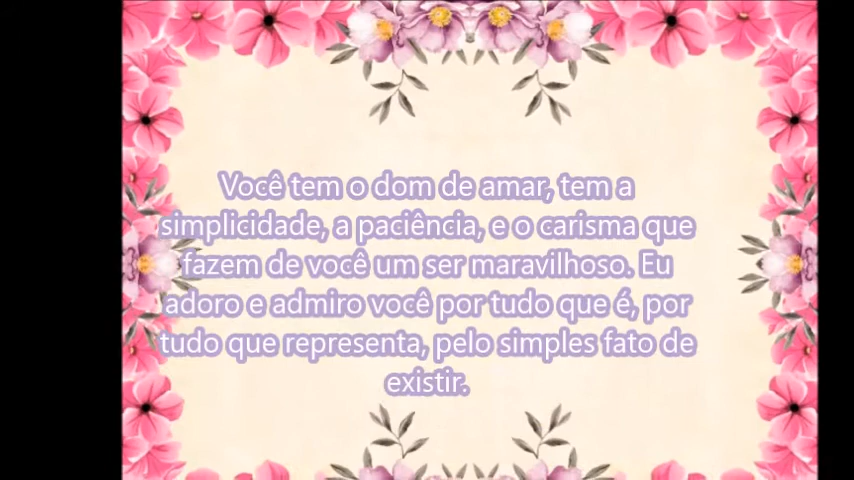 Você tem o dom de amar, tem a
simplicidade, a paciência, e o carisma que
fazem de você um ser maravilhoso. Eu
adoro e admiro você por tudo que é, por
tudo que representa, pelo simples fato de
existir.